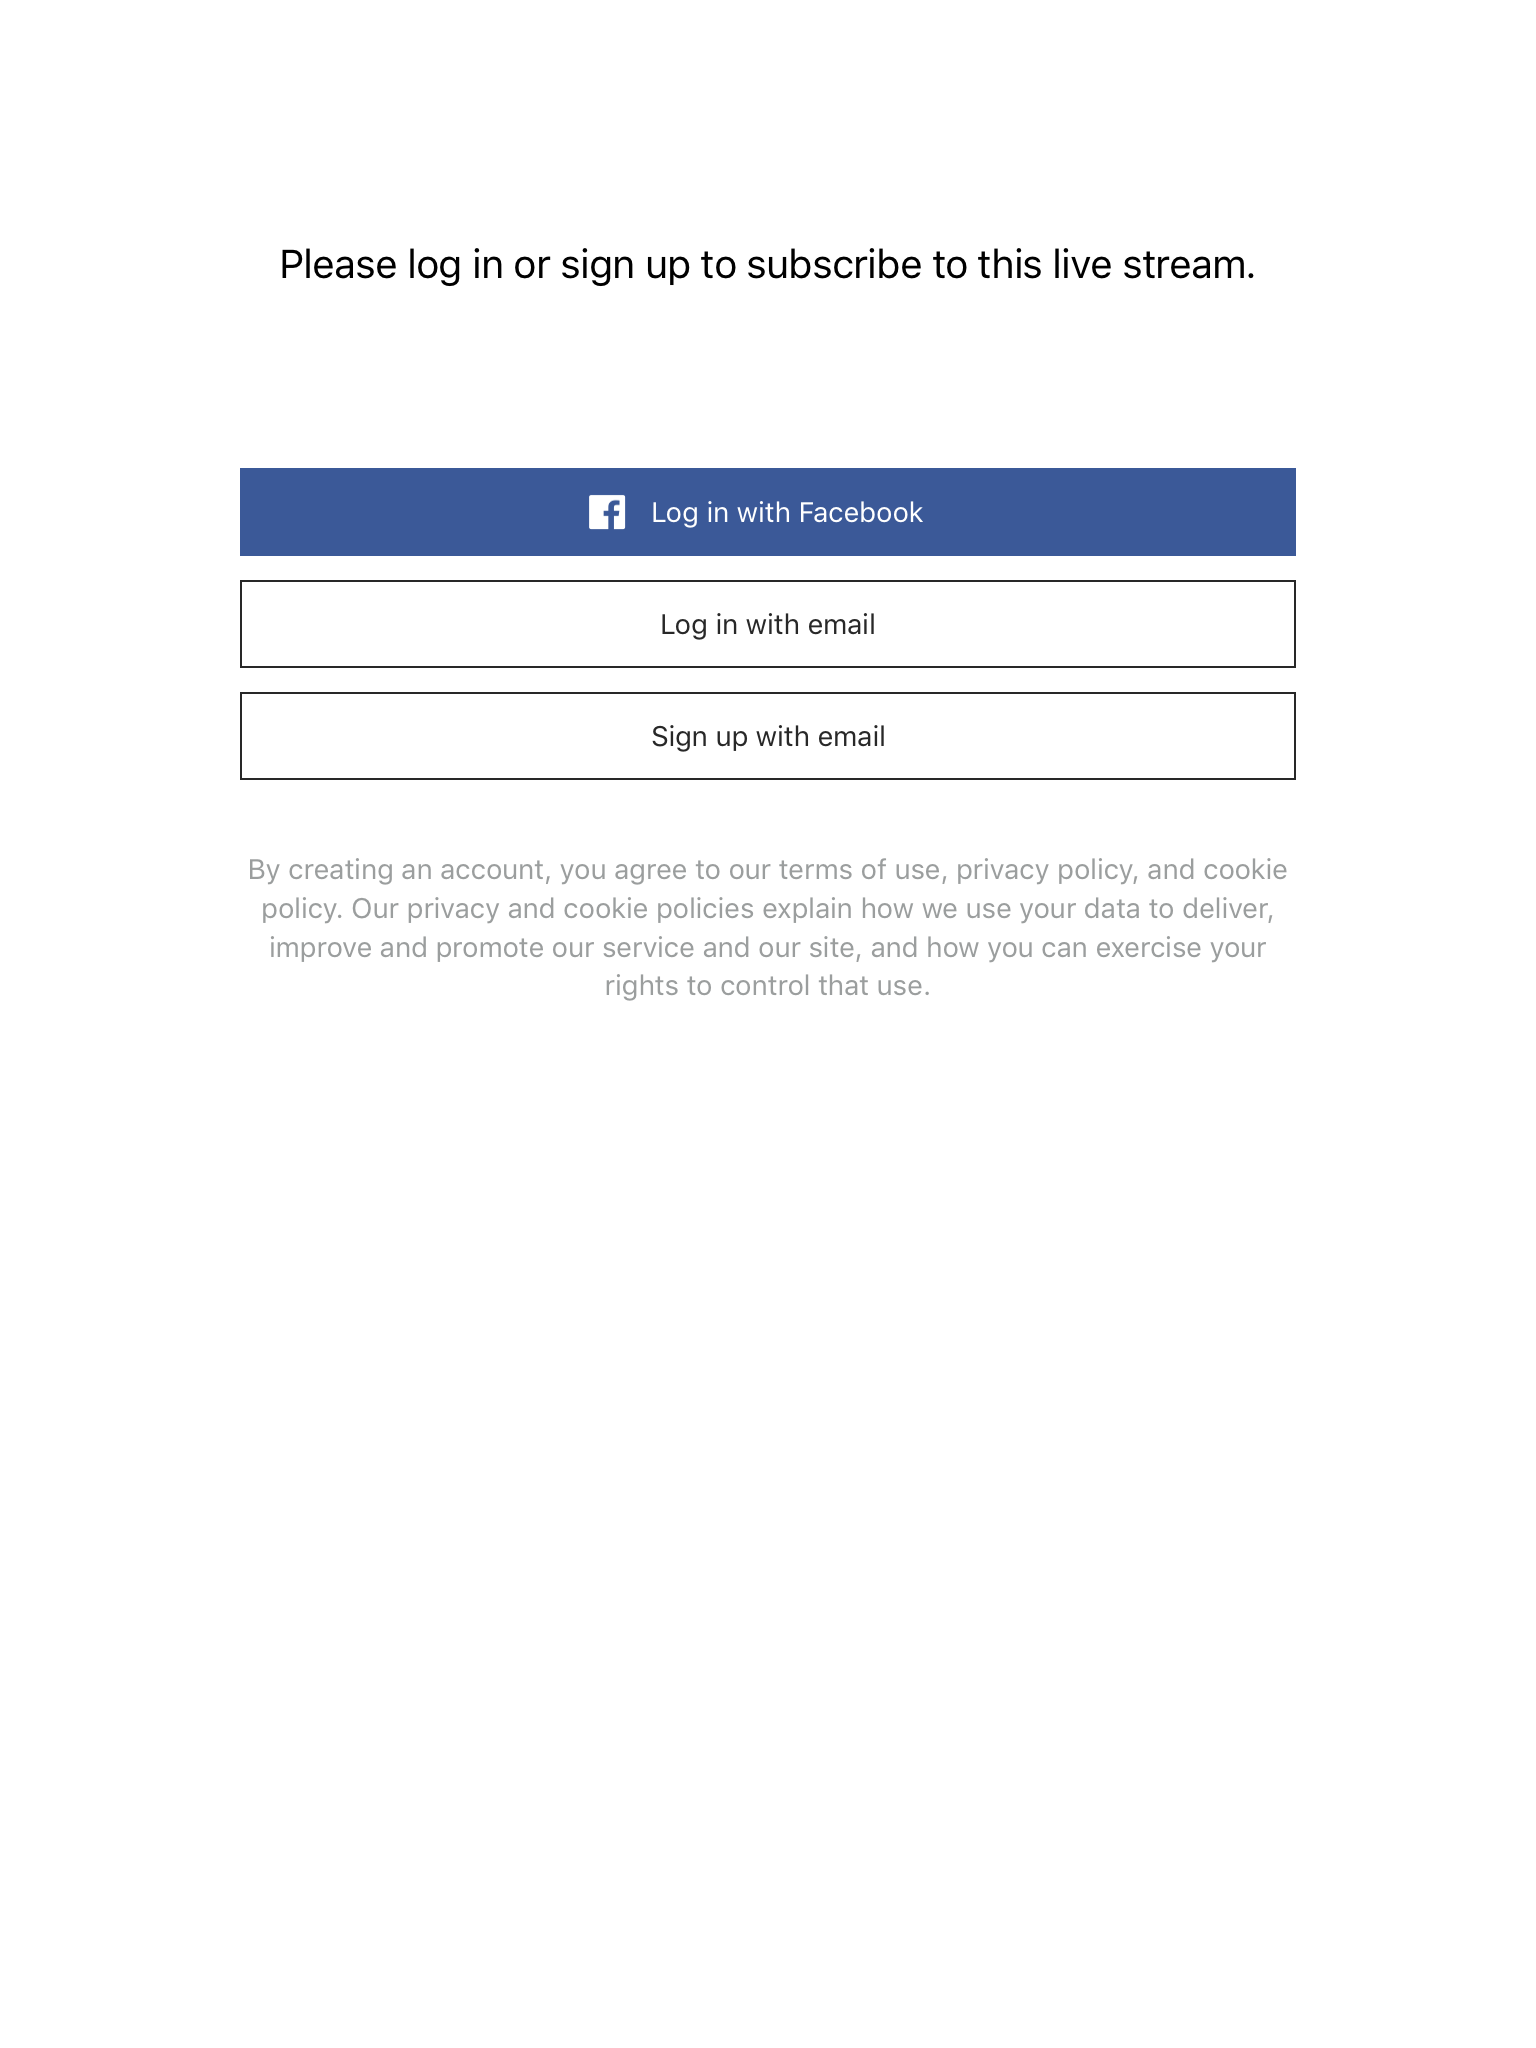 Please log in or sign up to subscribe to this live stream.
Log in with Facebook
Log in with email
Sign up with email
By creating an account, you agree to our terms of use, privacy policy, and cookie
policy. Our privacy and cookie policies explain how we use your data to deliver,
improve and promote our service and our site, and how you can exercise your
rights to control that use.